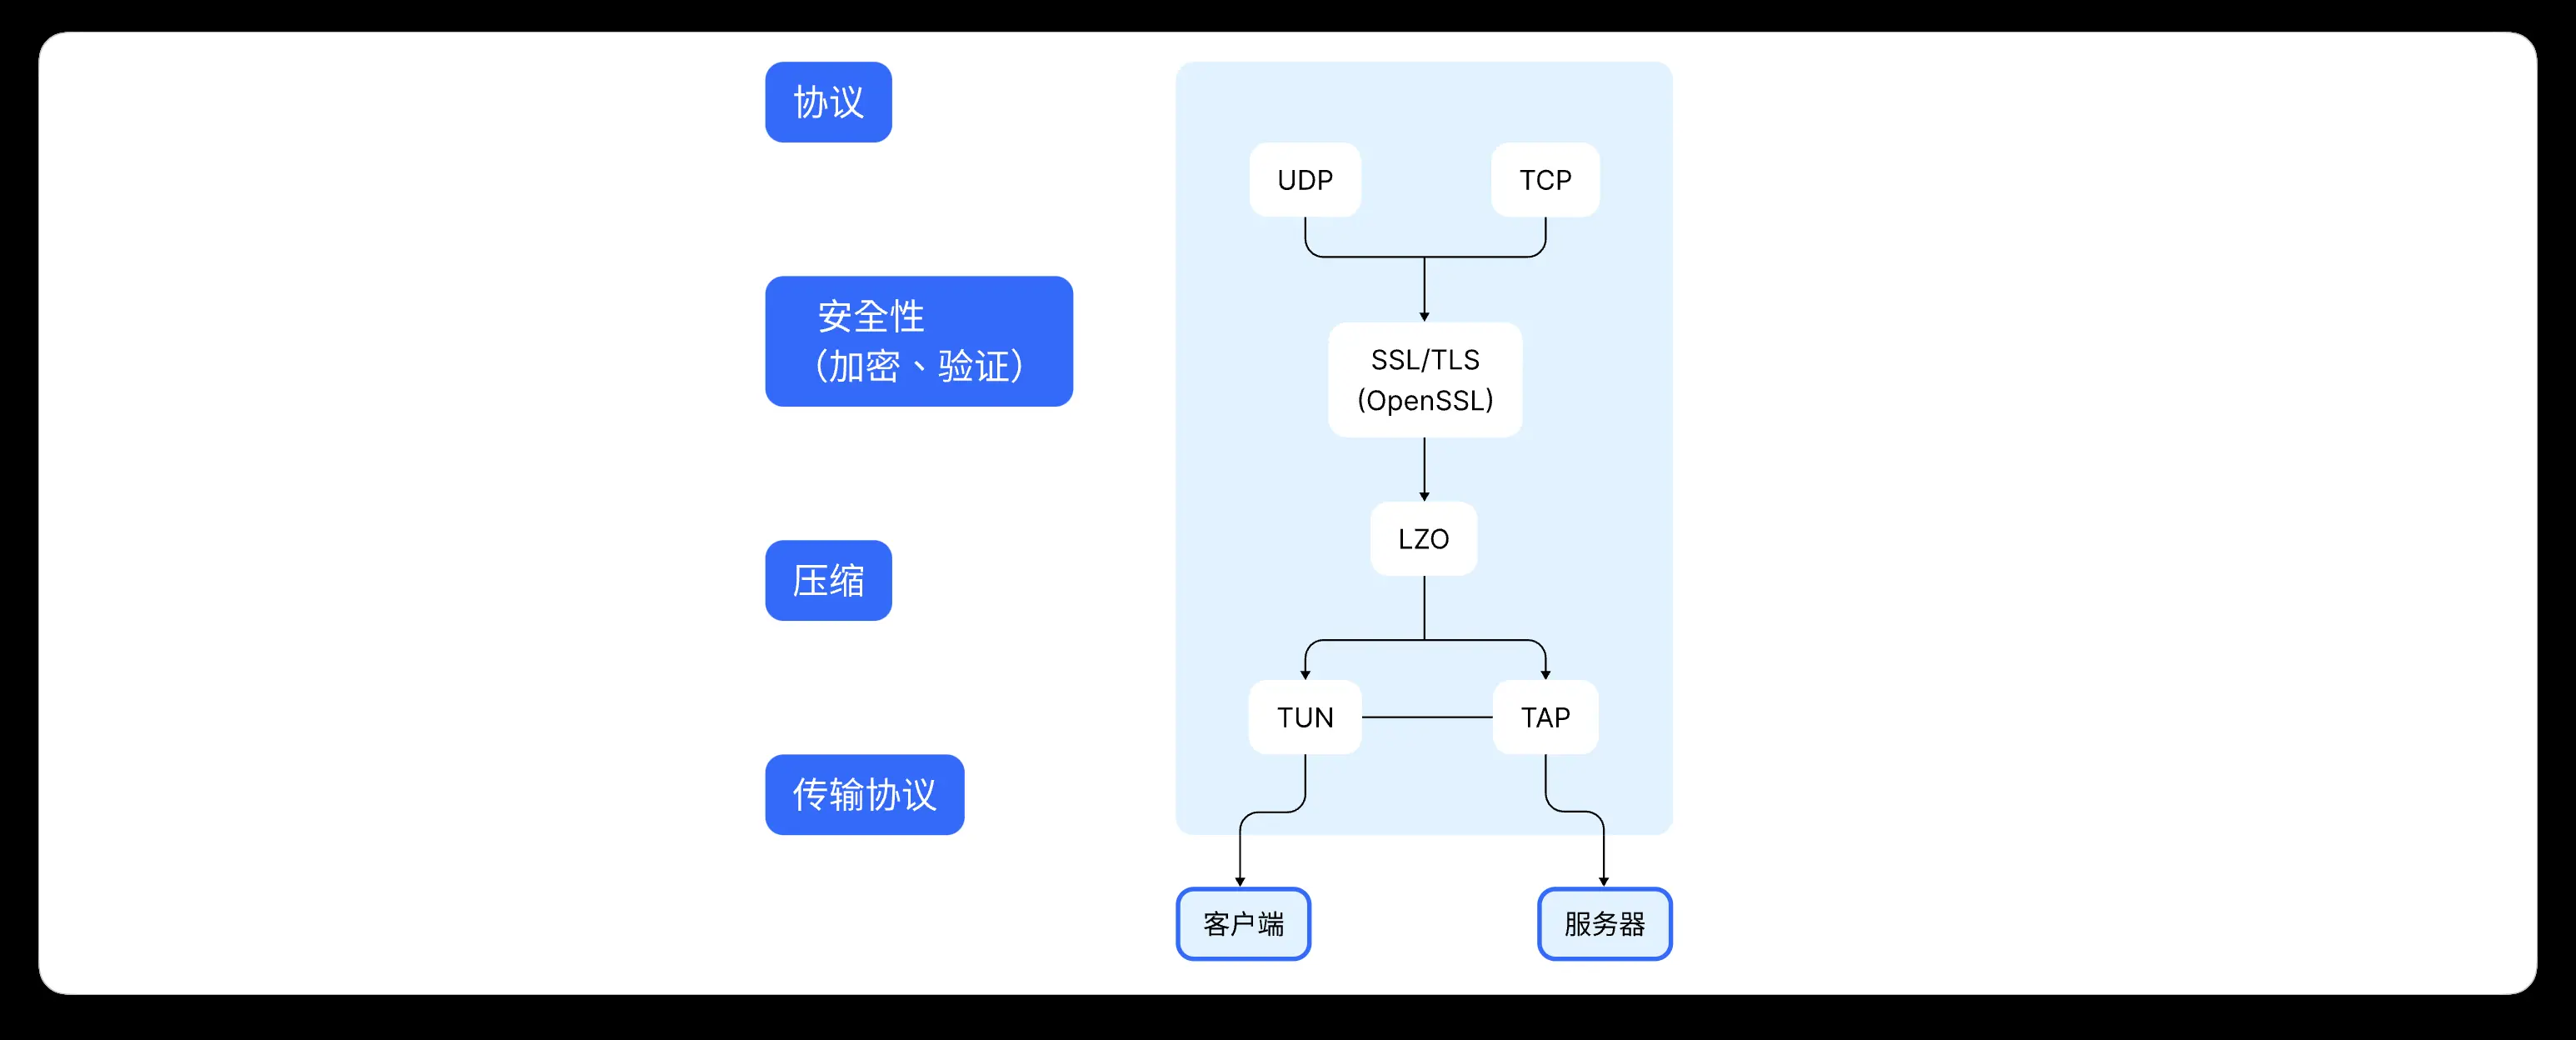 协议
UDP
TCP
安全性
（加密、验证）
SSL/TLS
(OpenSSL)
压缩
LZO
TUN
TAP
传输协议
客户端
服务器